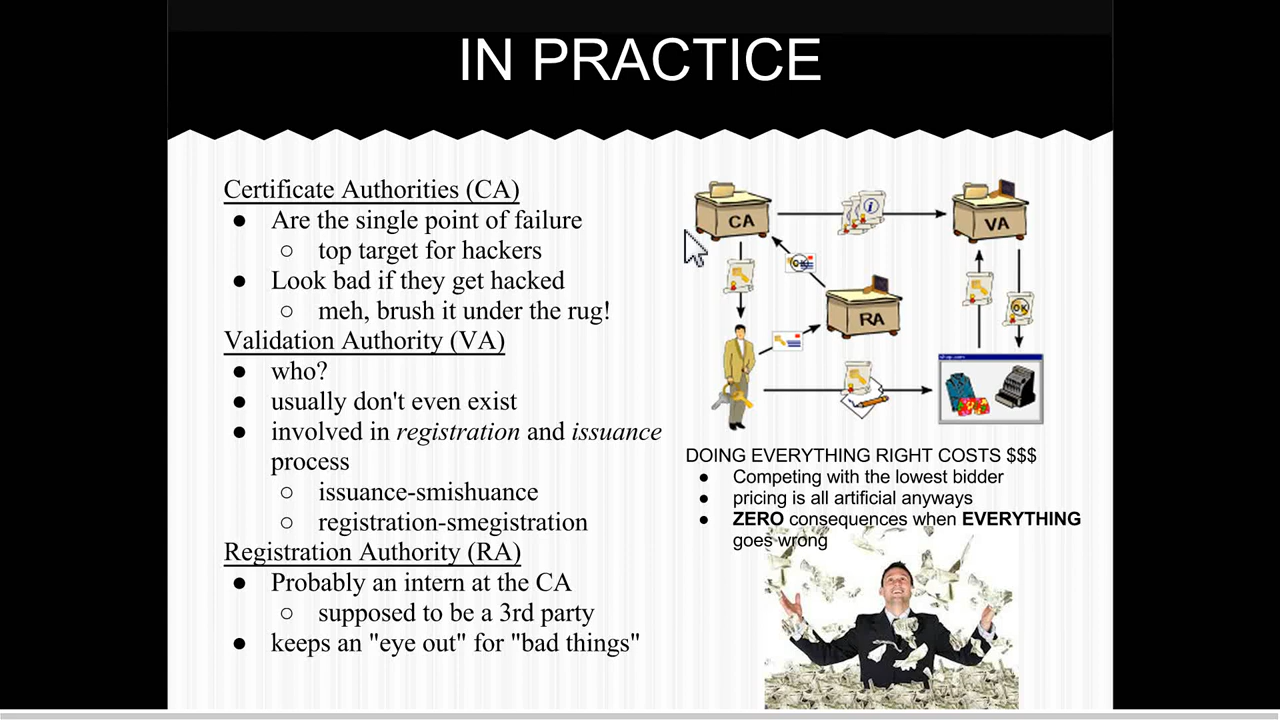 IN PRACTICE
Certificate Authorities (CA)
● Are the single point of failure
○ top target for hackers
● Look bad if they get hacked
○ meh, brush it under the rug!
Validation Authority (VA)
● who?
● usually don't even exist
● involved in registration and issuance
process
○ issuance-smishuance
○ registration-smegistration
Registration Authority (RA)
● Probably an intern at the CA
○ supposed to be a 3rd party
● keeps an "eye out" for "bad things"
CA
i
VA
OK
RA
OK
shop.com
DOING EVERYTHING RIGHT COSTS $$$
● Competing with the lowest bidder
● pricing is all artificial anyways
● ZERO consequences when EVERYTHING
goes wrong